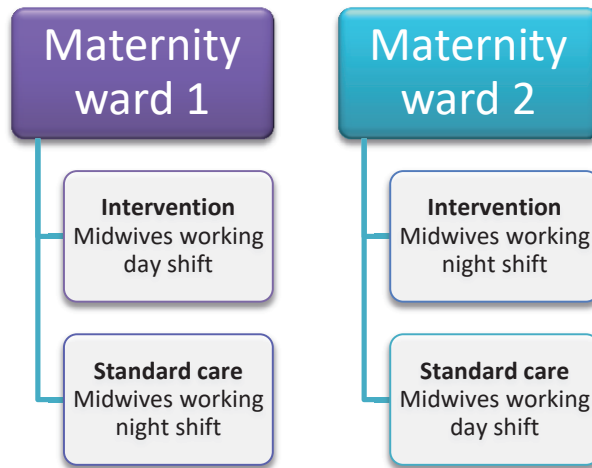 Maternity
ward 1
Intervention
Midwives working
day shift
Standard care
Midwives working
night shift
Maternity
ward 2
Intervention
Midwives working
night shift
Standard care
Midwives working
day shift